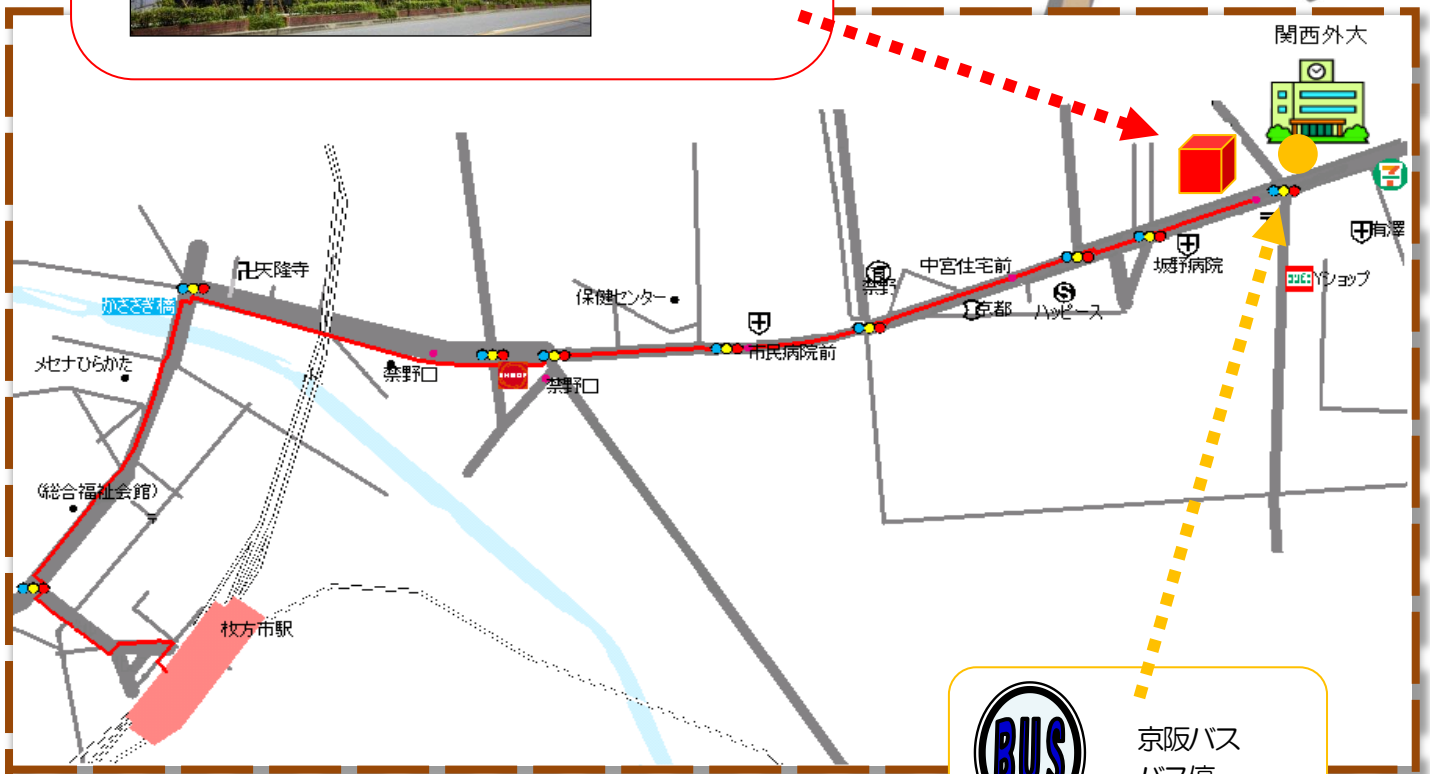 関西外大
卍天隆寺
かささぎ橋
保健センター
禁野
中宮住宅前
坂野病院
有澤
Yショップ
京都
ハッピース
メセナひらかた
禁野口
禁野口
市民病院前
(総合福祉会館)
枚方市駅
BUS
京阪バス
バス停